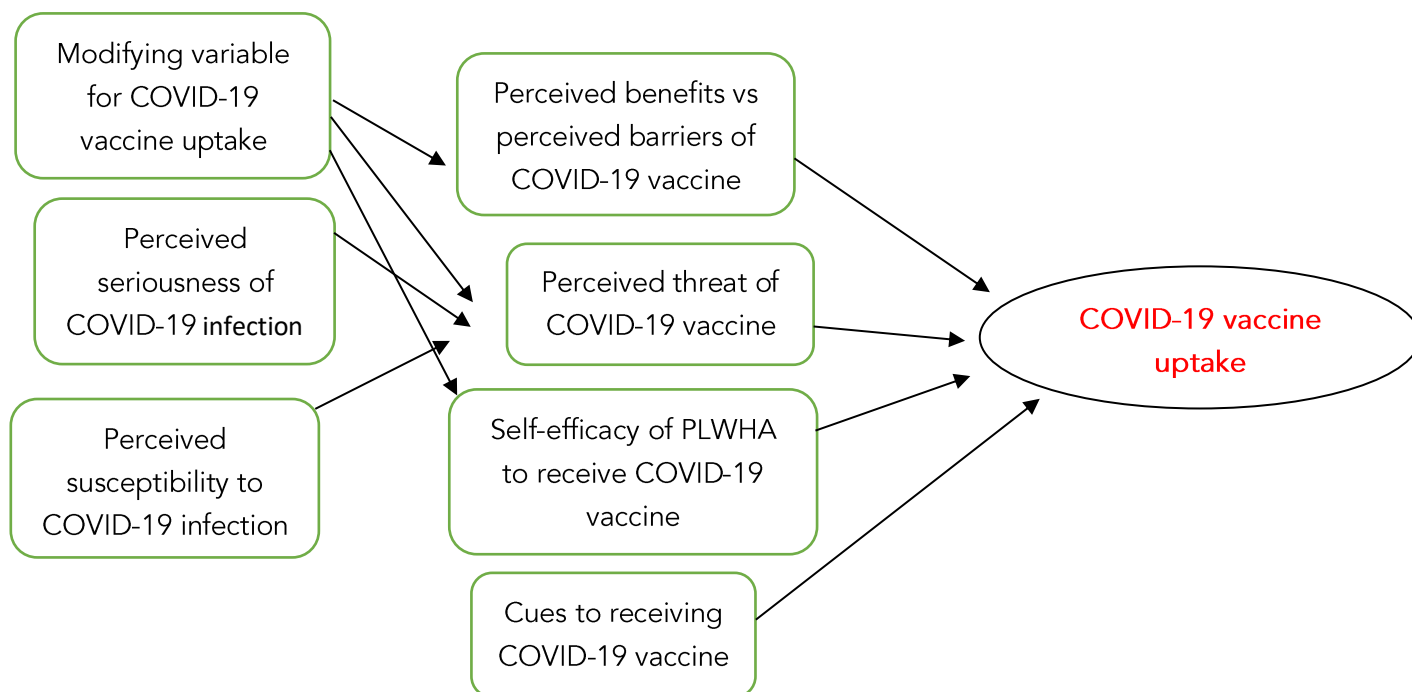 Modifying variable
for COVID-19
vaccine uptake
Perceived
seriousness of
COVID-19 infection
Perceived
susceptibility to
COVID-19 infection
Perceived benefits vs
perceived barriers of
COVID-19 vaccine
Perceived threat of
COVID-19 vaccine
Self-efficacy of PLWHA
to receive COVID-19
vaccine
Cues to receiving
COVID-19 vaccine
COVID-19 vaccine
uptake